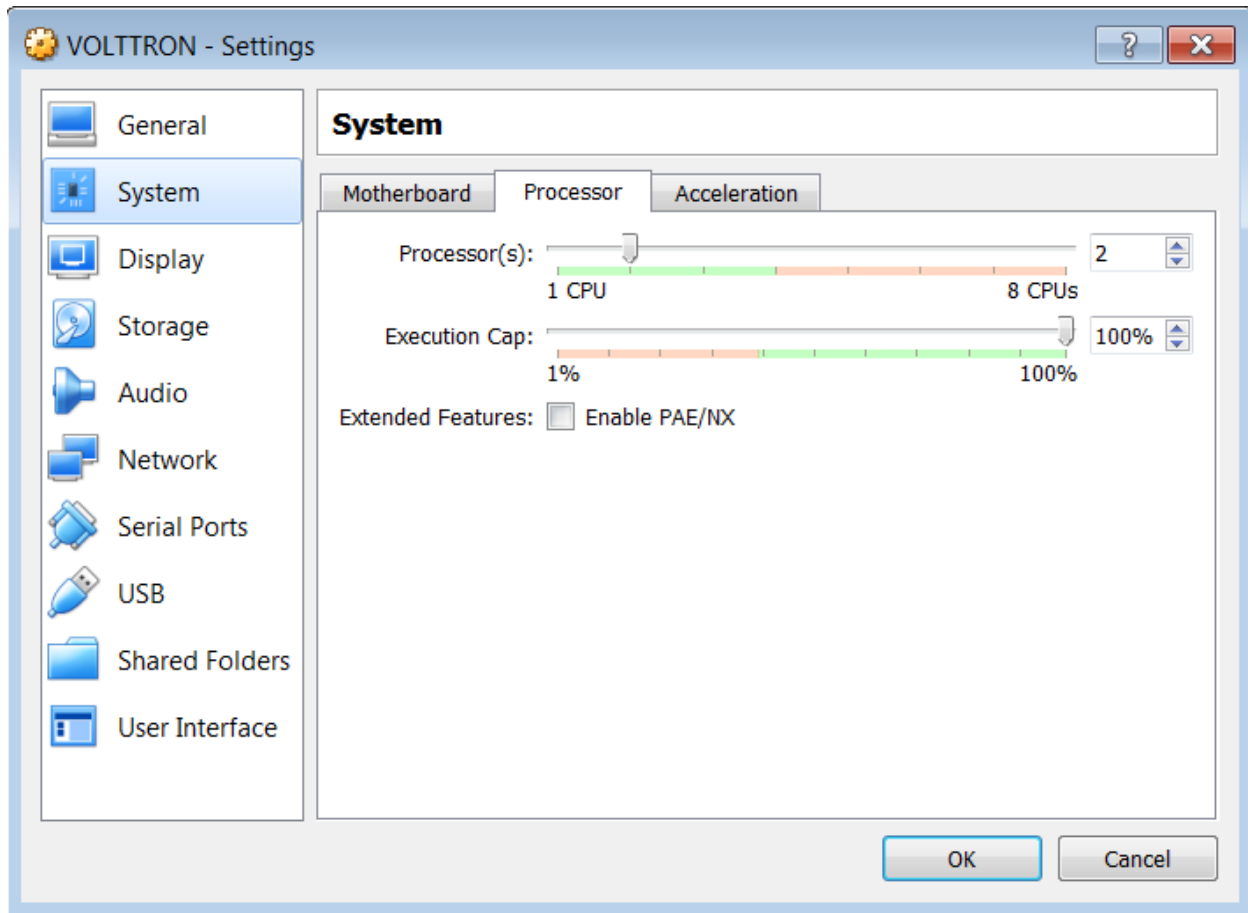 VOLTTRON - Settings
?
General
System
Display
Storage
Audio
Network
Serial Ports
USB
Shared Folders
User Interface
System
Motherboard Processor Acceleration
Processor(s): 2
1 CPU 8 CPUs
Execution Cap: 100%
1% 100%
Extended Features: Enable PAE/NX
OK Cancel